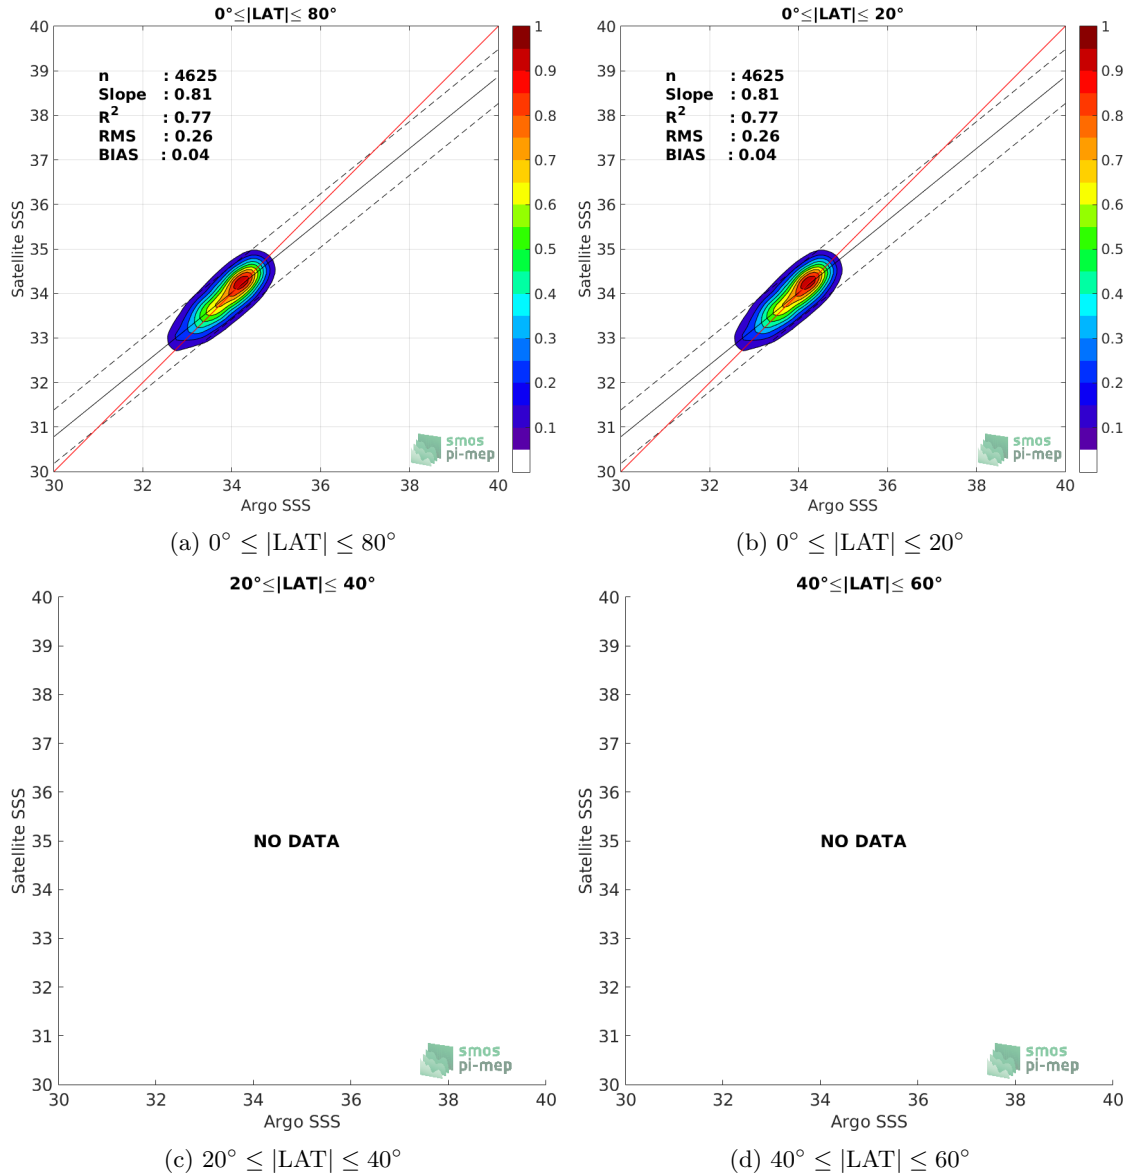 0°≤|LAT|≤ 80°
40
39
38
37
36
35
34
33
32
31
30
Satellite SSS
n : 4625
Slope : 0.81
R² : 0.77
RMS : 0.26
BIAS : 0.04
smos
pi-mep
30
32
34
36
38
40
Argo SSS
1
0.9
0.8
0.7
0.6
0.5
0.4
0.3
0.2
0.1
(a) 0° ≤ |LAT| ≤ 80°
0°≤|LAT|≤ 20°
40
39
38
37
36
35
34
33
32
31
30
Satellite SSS
n : 4625
Slope : 0.81
R² : 0.77
RMS : 0.26
BIAS : 0.04
smos
pi-mep
30
32
34
36
38
40
Argo SSS
1
0.9
0.8
0.7
0.6
0.5
0.4
0.3
0.2
0.1
(b) 0° ≤ |LAT| ≤ 20°
20°≤|LAT|≤ 40°
40
39
38
37
36
35
34
33
32
31
30
Satellite SSS
NO DATA
smos
pi-mep
30
32
34
36
38
40
Argo SSS
(c) 20° ≤ |LAT| ≤ 40°
40°≤|LAT|≤ 60°
40
39
38
37
36
35
34
33
32
31
30
Satellite SSS
NO DATA
smos
pi-mep
30
32
34
36
38
40
Argo SSS
(d) 40° ≤ |LAT| ≤ 60°